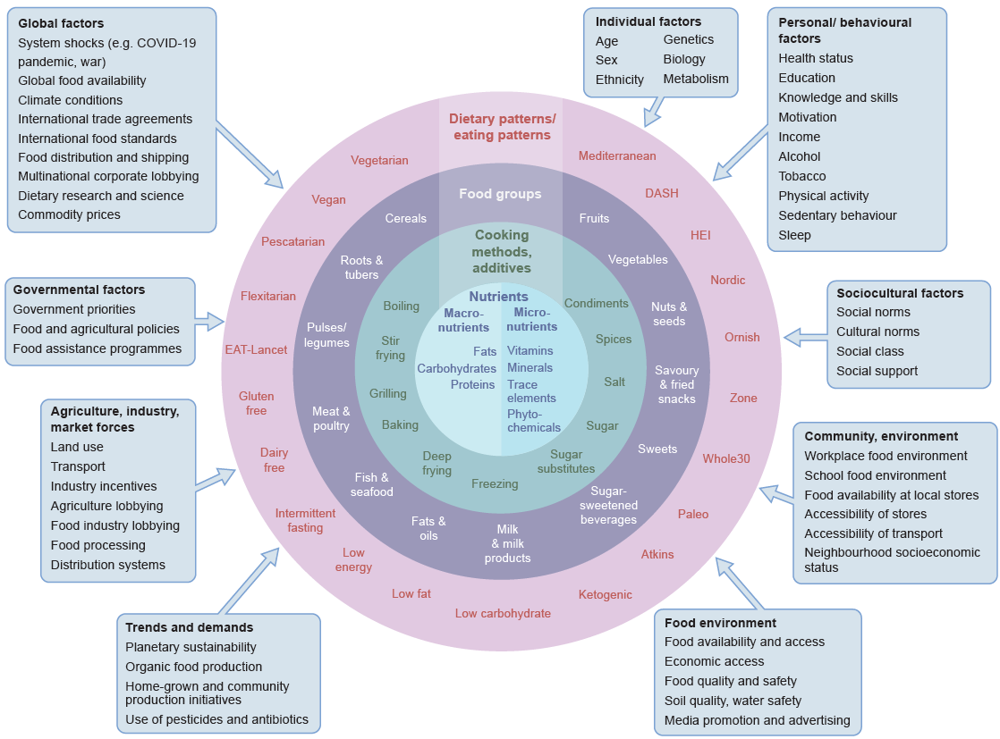 Global factors
System shocks (e.g. COVID-19
pandemic, war)
Global food availability
Climate conditions
International trade agreements
International food standards
Food distribution and shipping
Multinational corporate lobbying
Dietary research and science
Commodity prices
Individual factors
Age
Sex
Ethnicity
Genetics
Biology
Metabolism
Personal/ behavioural
factors
Health status
Education
Knowledge and skills
Motivation
Income
Alcohol
Tobacco
Physical activity
Sedentary behaviour
Sleep
Governmental factors
Government priorities
Food and agricultural policies
Food assistance programmes
Sociocultural factors
Social norms
Cultural norms
Social class
Social support
Agriculture, industry,
market forces
Land use
Transport
Industry incentives
Agriculture lobbying
Food industry lobbying
Food processing
Distribution systems
Community, environment
Workplace food environment
School food environment
Food availability at local stores
Accessibility of stores
Accessibility of transport
Neighbourhood socioeconomic
status
Trends and demands
Planetary sustainability
Organic food production
Home-grown and community
production initiatives
Use of pesticides and antibiotics
Food environment
Food availability and access
Economic access
Food quality and safety
Soil quality, water safety
Media promotion and advertising
Dietary patterns/
eating patterns
Mediterranean
DASH
HEI
Nordic
Ornish
Zone
Whole30
Paleo
Atkins
Ketogenic
Low carbohydrate
Low fat
Low
energy
Intermittent
fasting
Dairy
free
Gluten
free
EAT-Lancet
Flexitarian
Pescatarian
Vegan
Vegetarian
Food groups
Fruits
Vegetables
Nuts &
seeds
Savoury
& fried
snacks
Sweets
Sugar-
sweetened
beverages
Milk
& milk
products
Fats &
oils
Fish &
seafood
Meat &
poultry
Pulses/
legumes
Roots &
tubers
Cereals
Cooking
methods,
additives
Condiments
Spices
Salt
Sugar
Sugar
substitutes
Freezing
Deep
frying
Baking
Grilling
Stir
frying
Boiling
Nutrients
Macro-
nutrients
Fats
Carbohydrates
Proteins
Micro-
nutrients
Vitamins
Minerals
Trace
elements
Phyto-
chemicals